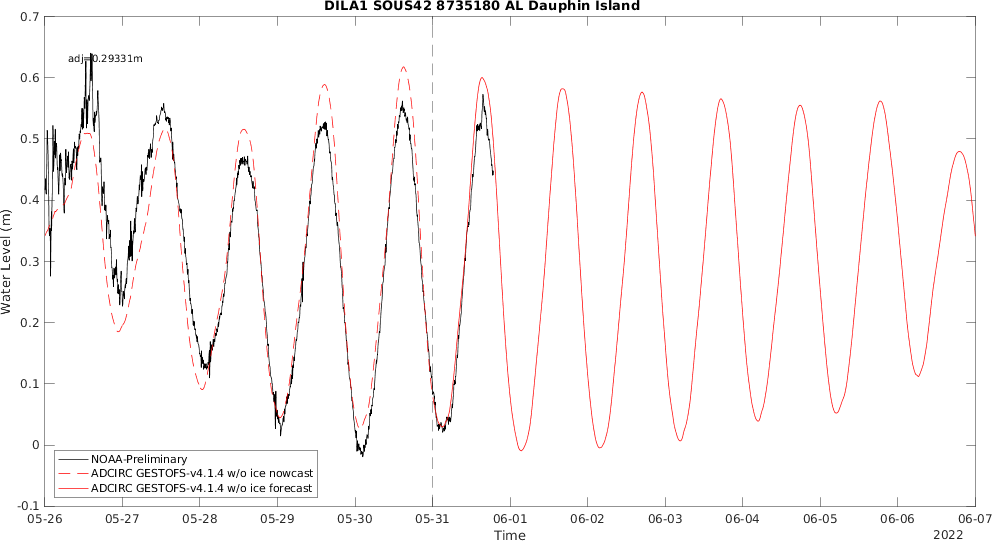 DILA1 SOUS42 8735180 AL Dauphin Island
adj=0.29331m
Water Level (m)
0.7
0.6
0.5
0.4
0.3
0.2
0.1
0
-0.1
NOAA-Preliminary
ADCIRC GESTOFS-v4.1.4 w/o ice nowcast
ADCIRC GESTOFS-v4.1.4 w/o ice forecast
05-26 05-27 05-28 05-29 05-30 05-31 06-01 06-02 06-03 06-04 06-05 06-06 06-07
Time
2022